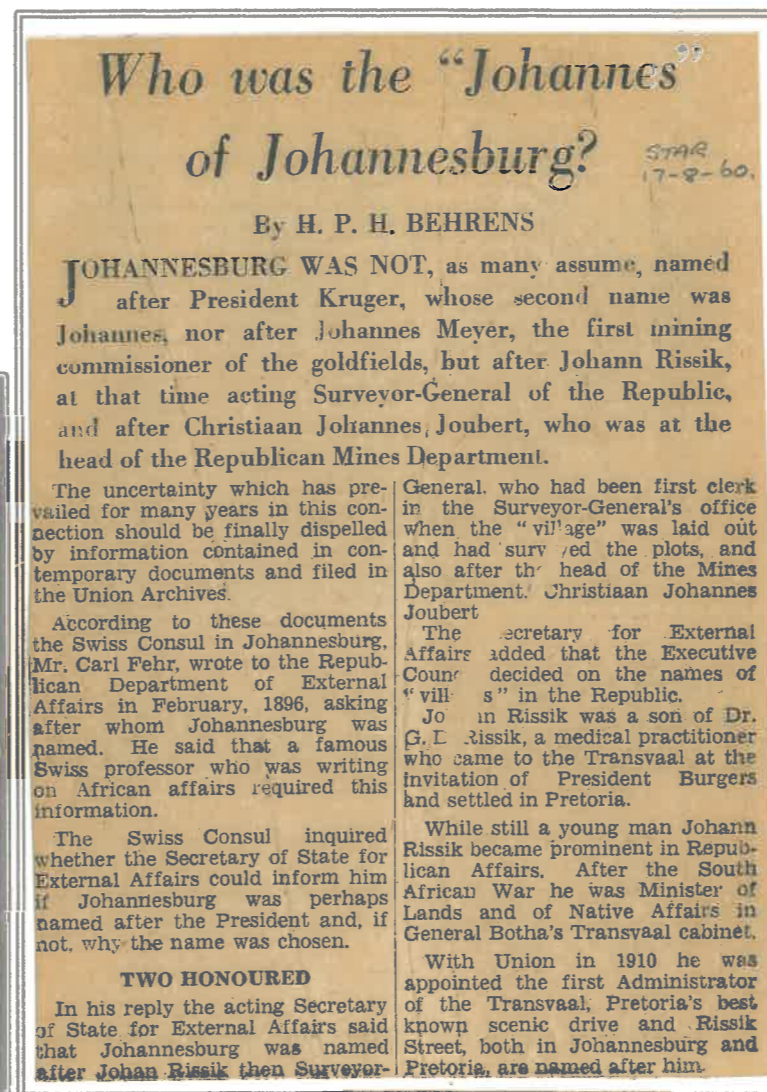 Who was the "Johannes"
of Johannesburg?
STAR
17-8-60.
By H. P. H. BEHRENS
JOHANNESBURG WAS NOT, as many assume, named
after President Kruger, whose second name was
Johannes, nor after Johannes Meyer, the first mining
commissioner of the goldfields, but after Johann Rissik,
at that time acting Surveyor-General of the Republic,
and after Christiaan Johannes Joubert, who was at the
head of the Republican Mines Department.
The uncertainty which has pre-
vailed for many years in this con-
nection should be finally dispelled
by information contained in con-
temporary documents and filed in
the Union Archives.
According to these documents
the Swiss Consul in Johannesburg,
Mr. Carl Fehr, wrote to the Repub-
lican Department of External
Affairs in February, 1896, asking
after whom Johannesburg was
named. He said that a famous
Swiss professor who was writing
on African affairs required this
information.
The Swiss Consul inquired
whether the Secretary of State for
External Affairs could inform him
if Johannesburg was perhaps
named after the President and, if
not, why the name was chosen.
TWO HONOURED
In his reply the acting Secretary
of State for External Affairs said
that Johannesburg was named
after Johan Rissik then Surveyor-
General, who had been first clerk
in the Surveyor-General's office
when the "village" was laid out
and had surv yed the plots, and
also after the head of the Mines
Department, Christiaan Johannes
Joubert
The ecretary for External
Affairs added that the Executive
Counc decided on the names of
"vill s" in the Republic.
Jo nn Rissik was a son of Dr.
G. Rissik, a medical practitioner
who came to the Transvaal at the
invitation of President Burgers
and settled in Pretoria.
While still a young man Johann
Rissik became prominent in Repub-
lican Affairs. After the South
African War he was Minister of
Lands and of Native Affairs in
General Botha's Transvaal cabinet.
With Union in 1910 he was
appointed the first Administrator
of the Transvaal, Pretoria's best
known scenic drive and Rissik
Street, both in Johannesburg and
Pretoria, are named after him.